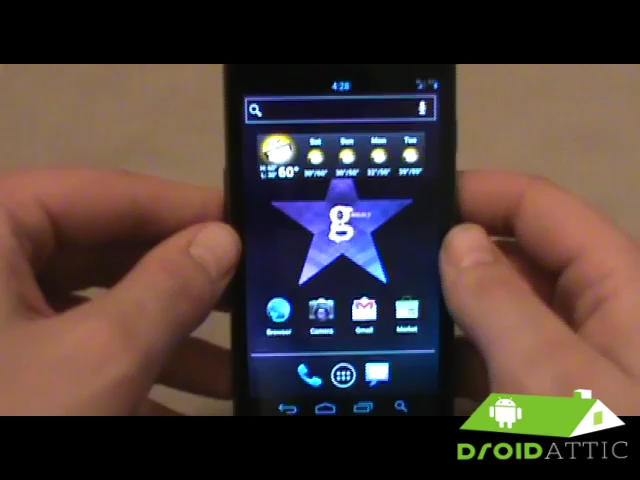 4:28
Sat Sun Mon Tue
60°
g
Browser Camera Gmail Market
DROIDATTIC